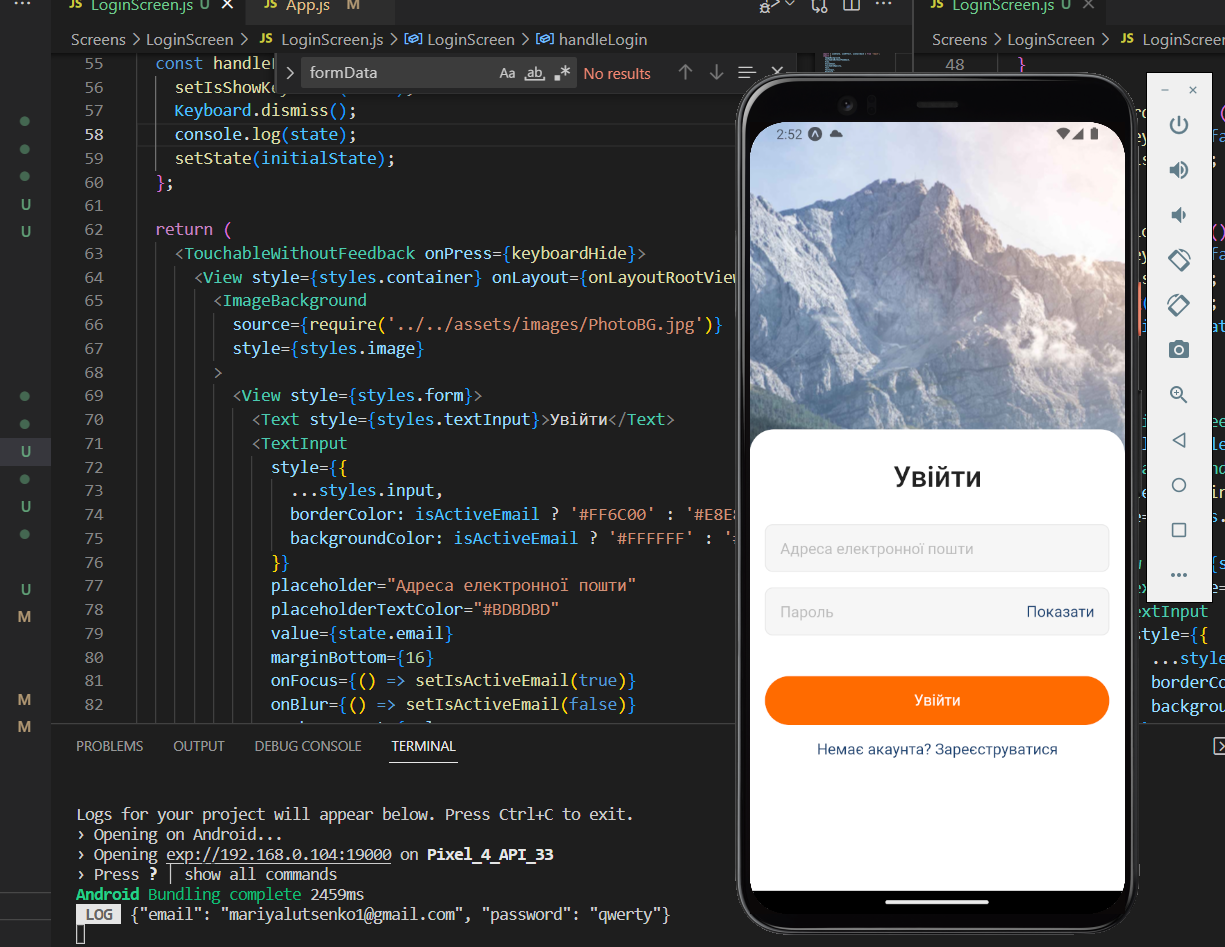 LoginScreen.js U
App.js M
LoginScreen.js U
Screens > LoginScreen > JS LoginScreen.js > LoginScreen > handleLogin
Screens > LoginScreen > JS LoginScreen
formData
Aa ab .* No results
55 const handle
56 setIsShowKe
57 Keyboard.dismiss();
58 console.log(state);
59 setState(initialState);
60 };
61
62 return (
63 <TouchableWithoutFeedback onPress={keyboardHide}>
64 <View style={styles.container} onLayout={onLayoutRootView
65 <ImageBackground
66 source={require('../../assets/images/PhotoBG.jpg')}
67 style={styles.image}
68 >
69 <View style={styles.form}>
70 <Text style={styles.textInput}>Увійти</Text>
71 <TextInput
72 style={{
73 ...styles.input,
74 borderColor: isActiveEmail ? '#FF6C00' : '#E8E8
75 backgroundColor: isActiveEmail ? '#FFFFFF' : '
76 }}
77 placeholder="Адреса електронної пошти"
78 placeholderTextColor="#BDBDBD"
79 value={state.email}
80 marginBottom={16}
81 onFocus={() => setIsActiveEmail(true)}
82 onBlur={() => setIsActiveEmail(false)}
48 }
2:52
Увійти
Адреса електронної пошти
Пароль Показати
Увійти
Немає акаунта? Зареєструватися
extInput
style={{
...style
borderCo
backgrou
PROBLEMS OUTPUT DEBUG CONSOLE TERMINAL
Logs for your project will appear below. Press Ctrl+C to exit.
› Opening on Android...
› Opening exp://192.168.0.104:19000 on Pixel_4_API_33
› Press ? │ show all commands
Android Bundling complete 2459ms
LOG {"email": "mariyalutsenko1@gmail.com", "password": "qwerty"}